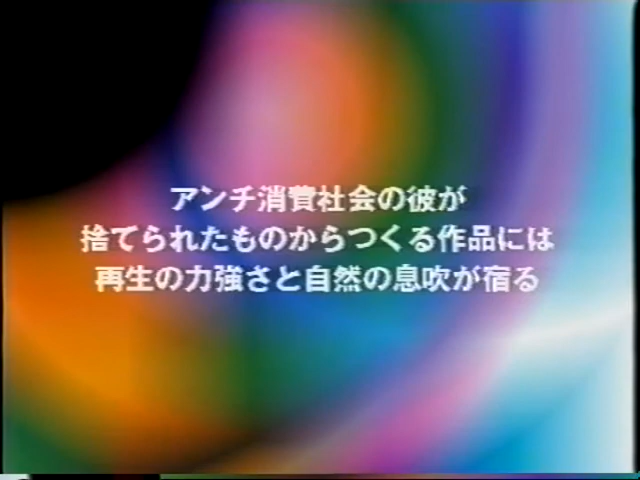 アンチ消費社会の彼が
捨てられたものからつくる作品には
再生の力強さと自然の息吹が宿る